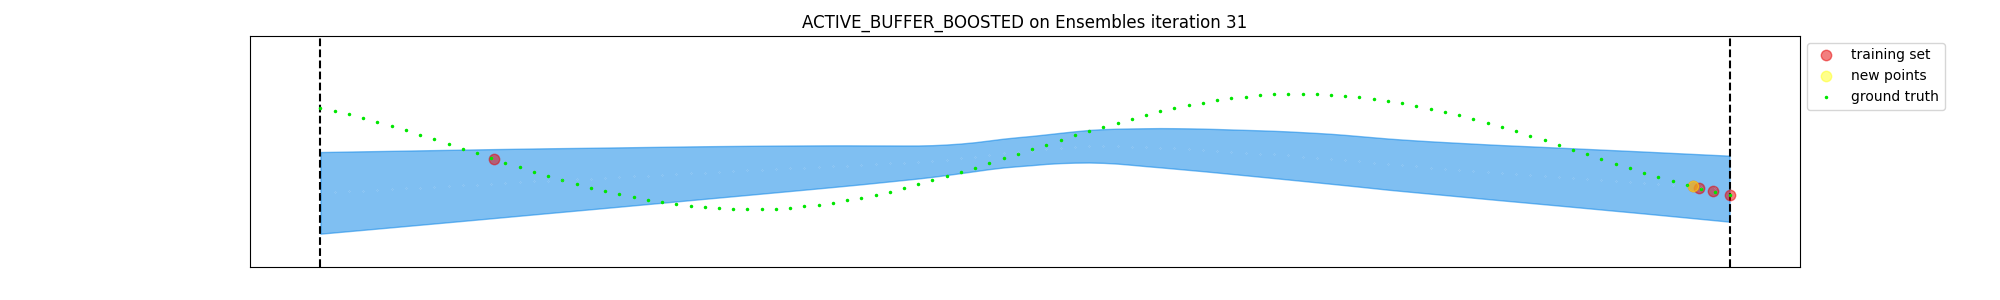 ACTIVE_BUFFER_BOOSTED on Ensembles iteration 31
training set
new points
ground truth